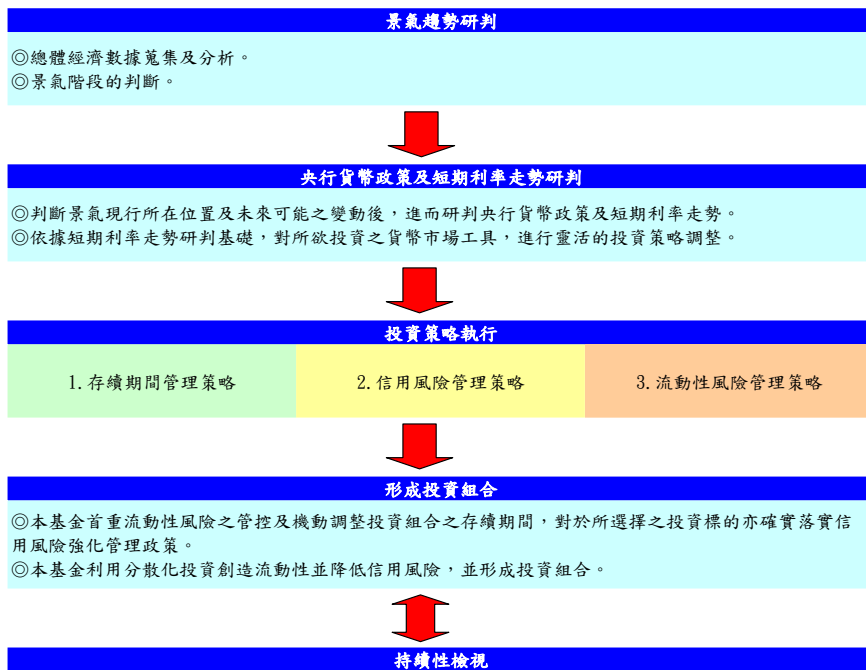 景氣趨勢研判
◎總體經濟數據蒐集及分析。
◎景氣階段的判斷。
央行貨幣政策及短期利率走勢研判
◎判斷景氣現行所在位置及未來可能之變動後，進而研判央行貨幣政策及短期利率走勢。
◎依據短期利率走勢研判基礎，對所欲投資之貨幣市場工具，進行靈活的投資策略調整。
投資策略執行
1.存續期間管理策略
2.信用風險管理策略
3.流動性風險管理策略
形成投資組合
◎本基金首重流動性風險之管控及機動調整投資組合之存續期間，對於所選擇之投資標的亦確實落實信
用風險強化管理政策。
◎本基金利用分散化投資創造流動性並降低信用風險，並形成投資組合。
持續性檢視